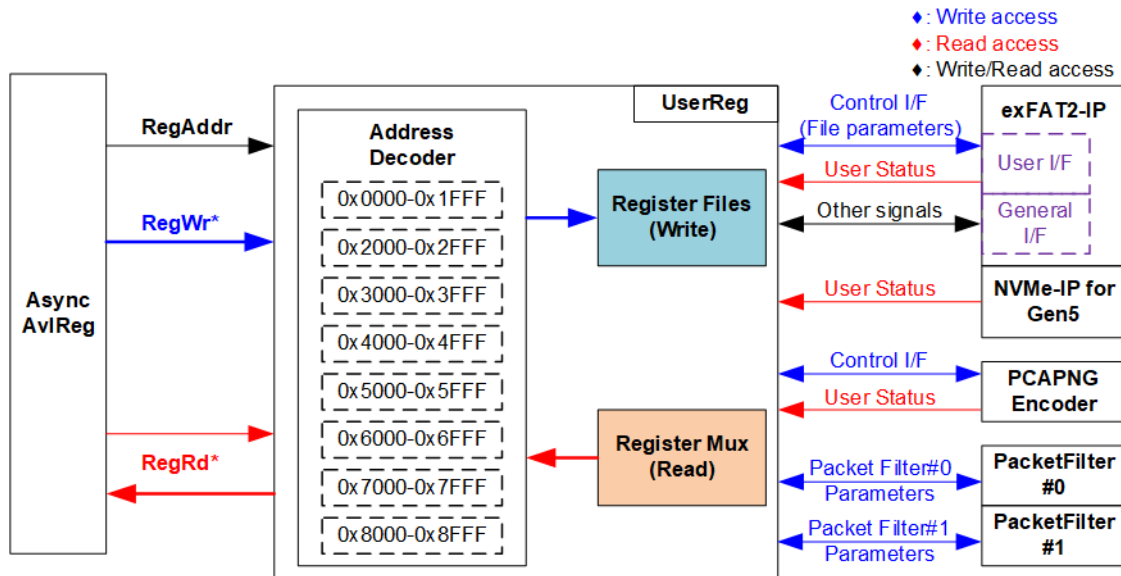 ♦: Write access
♦: Read access
♦: Write/Read access
Async
AvlReg
RegAddr
RegWr*
RegRd*
UserReg
Address
Decoder
0x0000-0x1FFF
0x2000-0x2FFF
0x3000-0x3FFF
0x4000-0x4FFF
0x5000-0x5FFF
0x6000-0x6FFF
0x7000-0x7FFF
0x8000-0x8FFF
Register Files
(Write)
Register Mux
(Read)
Control I/F
(File parameters)
User Status
Other signals
User Status
Control I/F
User Status
Packet Filter#0
Parameters
Packet Filter#1
Parameters
exFAT2-IP
User I/F
General
I/F
NVMe-IP for
Gen5
PCAPNG
Encoder
PacketFilter
#0
PacketFilter
#1